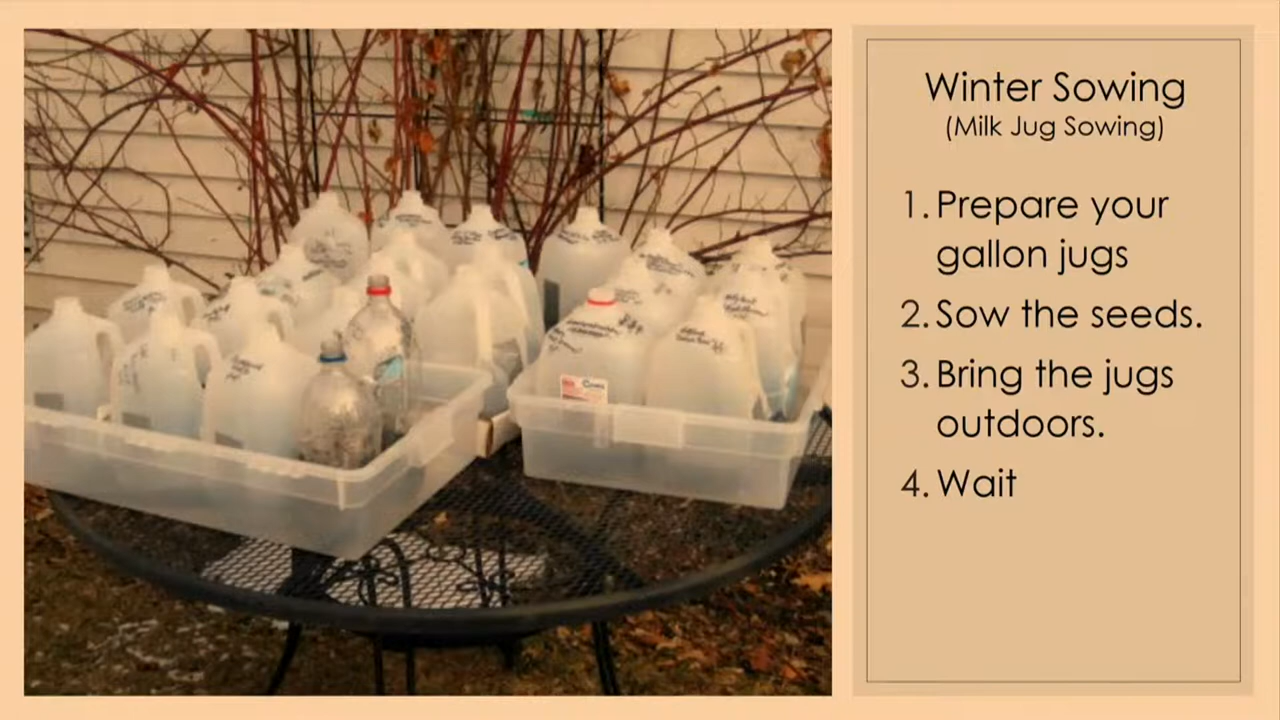 Winter Sowing
(Milk Jug Sowing)
1. Prepare your
gallon jugs
2. Sow the seeds.
3. Bring the jugs
outdoors.
4. Wait